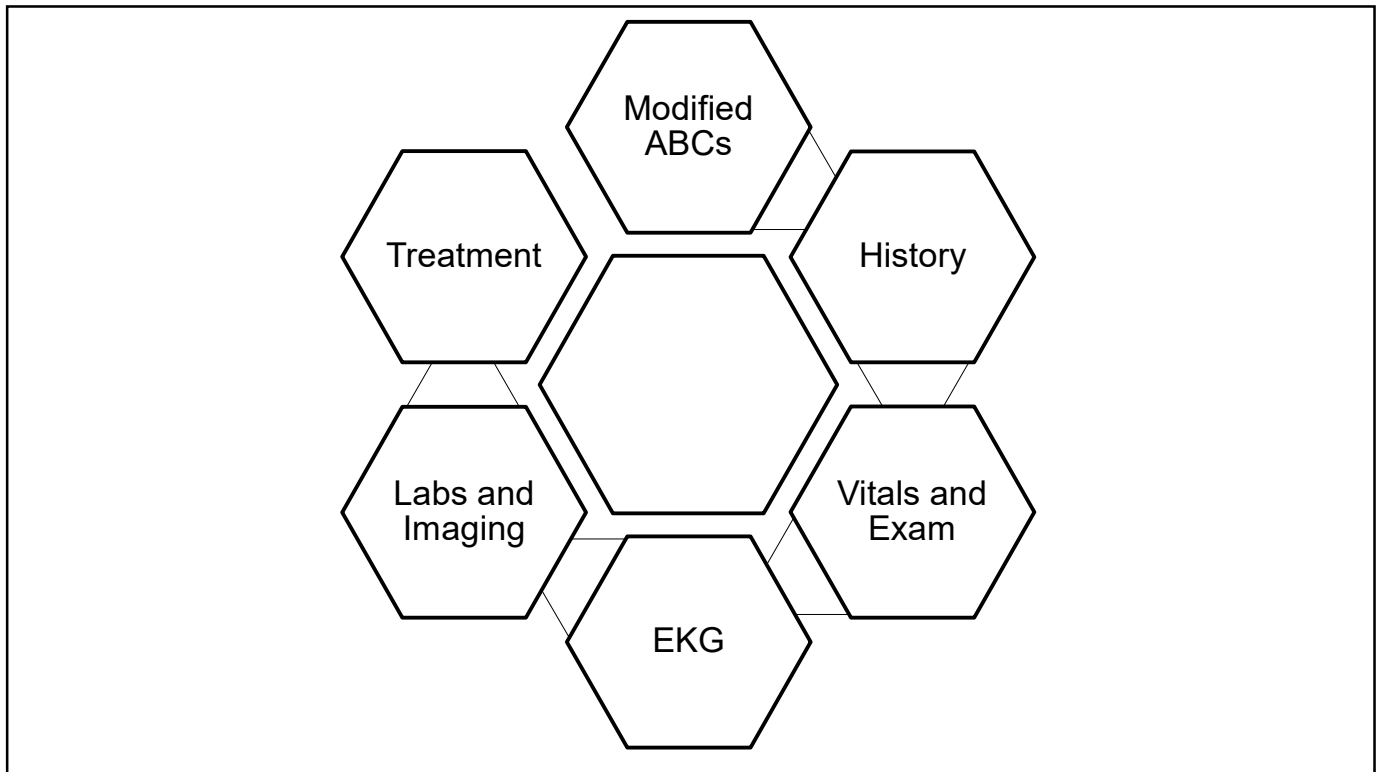 Modified
ABCs
History
Vitals and
Exam
EKG
Labs and
Imaging
Treatment